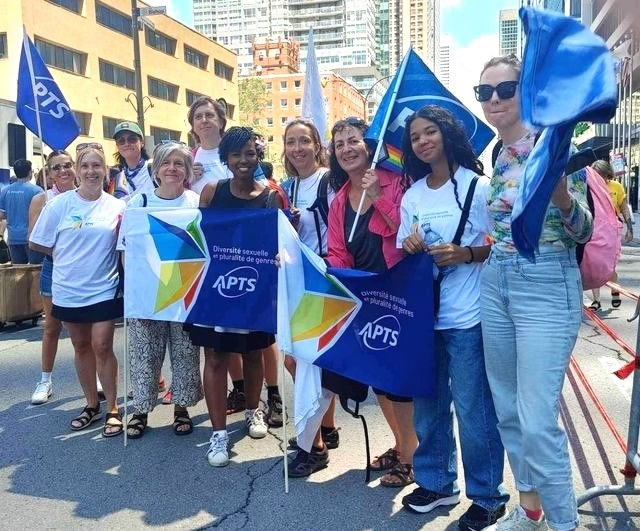 APTS
Diversité sexuelle
et pluralité de genres
APTS
Diversité sexuelle
et pluralité de genres
APTS